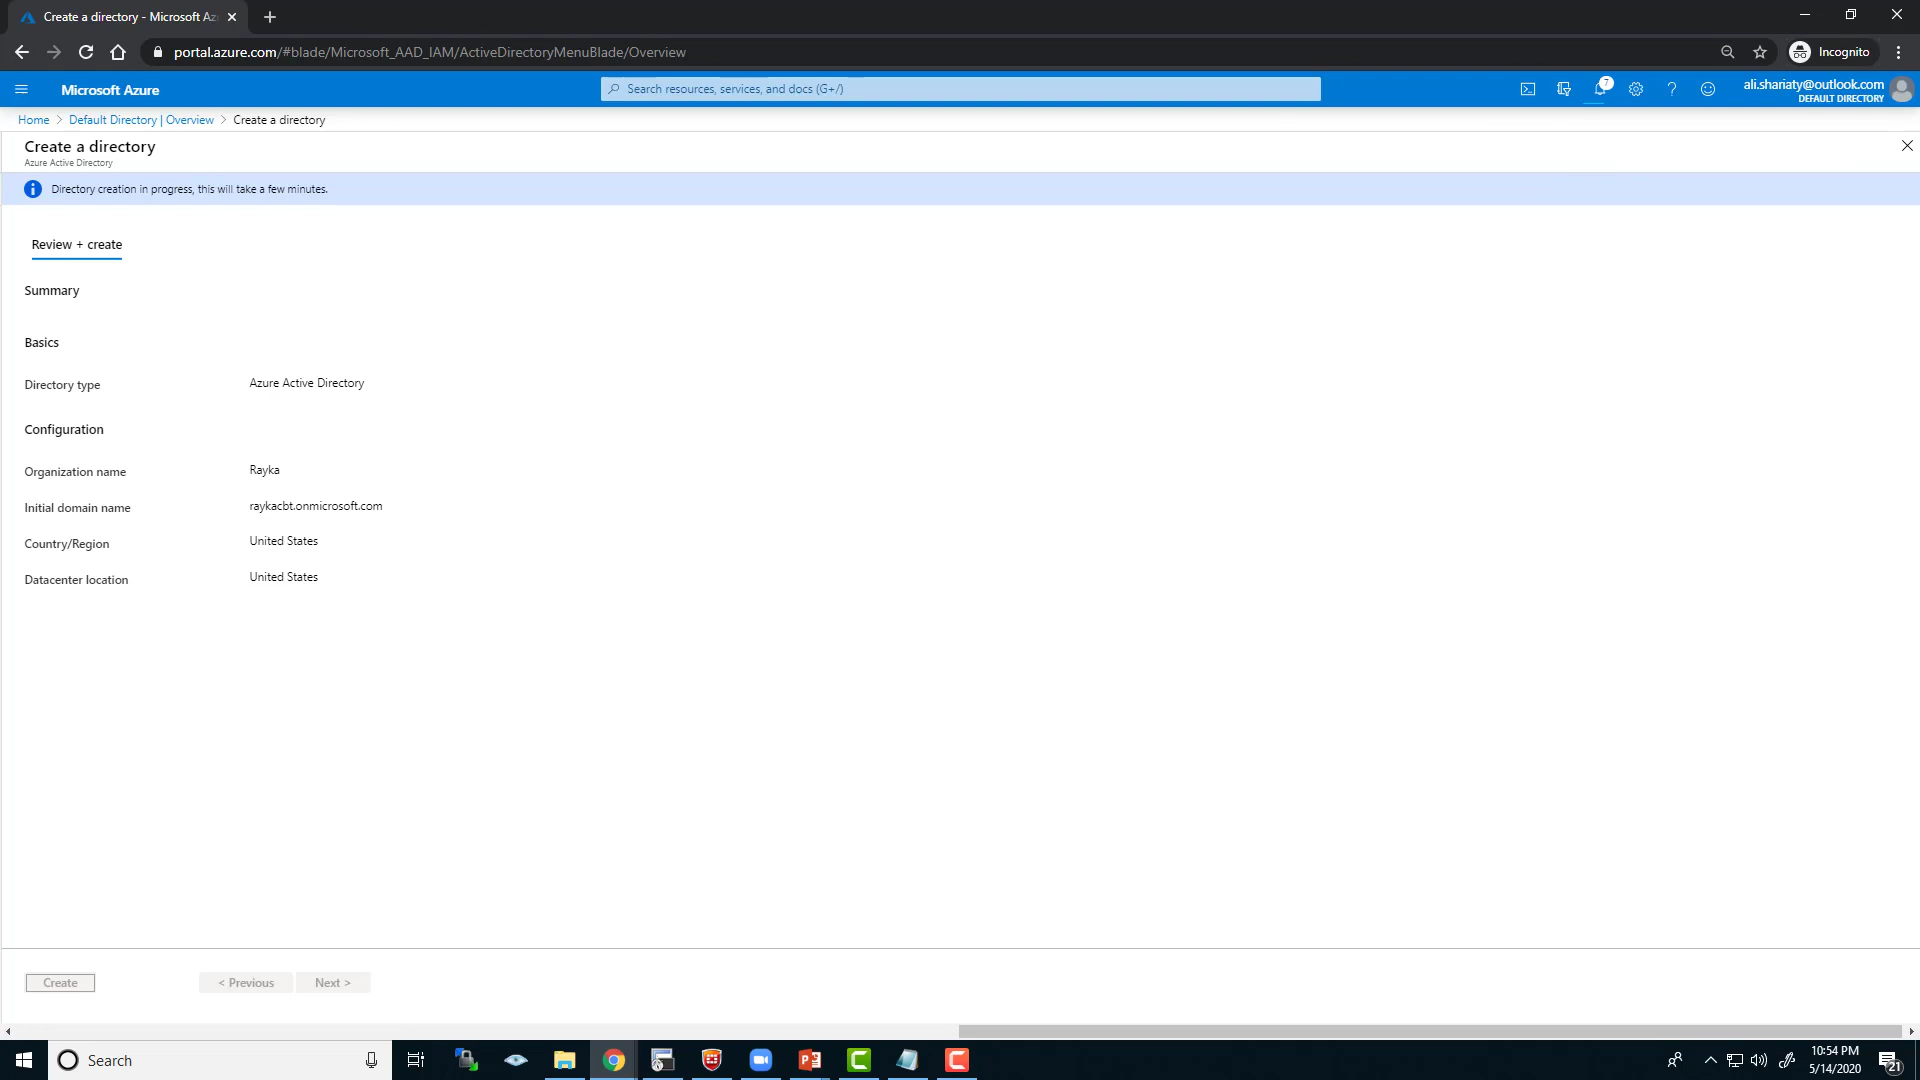 Create a directory - Microsoft Az
portal.azure.com/#blade/Microsoft_AAD_IAM/ActiveDirectoryMenuBlade/Overview
Incognito
Microsoft Azure
Search resources, services, and docs (G+/)
7
ali.shariaty@outlook.com
DEFAULT DIRECTORY
Home > Default Directory | Overview > Create a directory
Create a directory
Azure Active Directory
Directory creation in progress, this will take a few minutes.
Review + create
Summary
Basics
Directory type Azure Active Directory
Configuration
Organization name Rayka
Initial domain name raykacbt.onmicrosoft.com
Country/Region United States
Datacenter location United States
Create < Previous Next >
Search
10:54 PM
5/14/2020
21